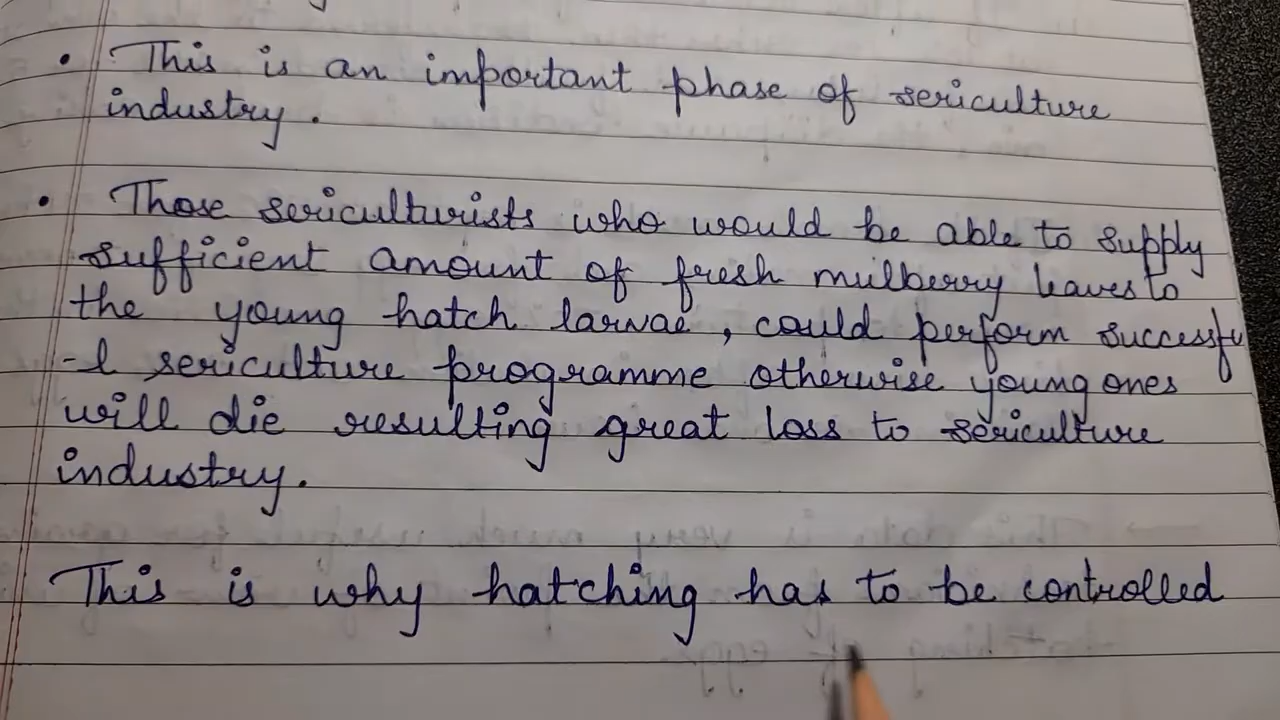 • This is an important phase of sericulture
industry.
• Those sericulturists who would be able to supply
sufficient amount of fresh mulberry leaves to
the young hatch larvae, could perform successfu
-l sericulture programme otherwise young ones
will die resulting great loss to sericulture
industry.
This is why hatching has to be controlled